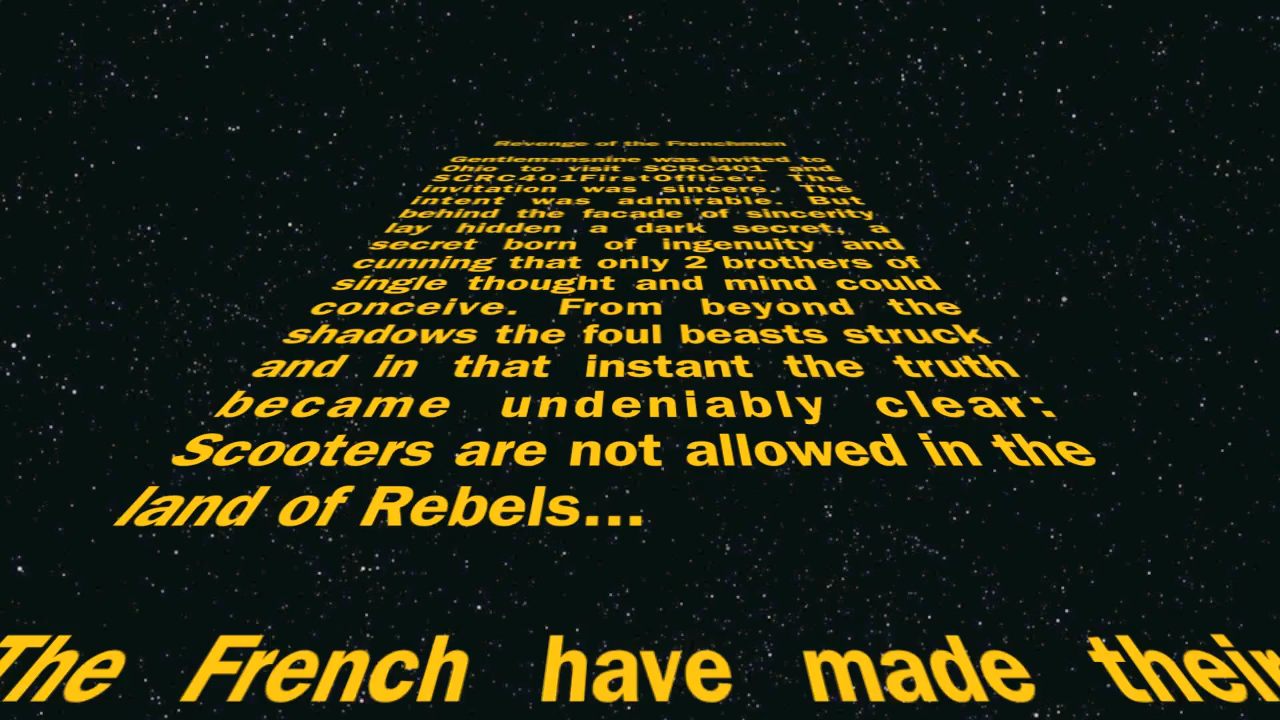 Revenge of the Frenchmen
Gentlemansnine was invited to
Ohio to visit SCRC401 and
SCRC401FirstOfficer. The
invitation was sincere. The
intent was admirable. But
behind the facade of sincerity
lay hidden a dark secret, a
secret born of ingenuity and
cunning that only 2 brothers of
single thought and mind could
conceive. From beyond the
shadows the foul beasts struck
and in that instant the truth
became undeniably clear:
Scooters are not allowed in the
land of Rebels...
The French have made their